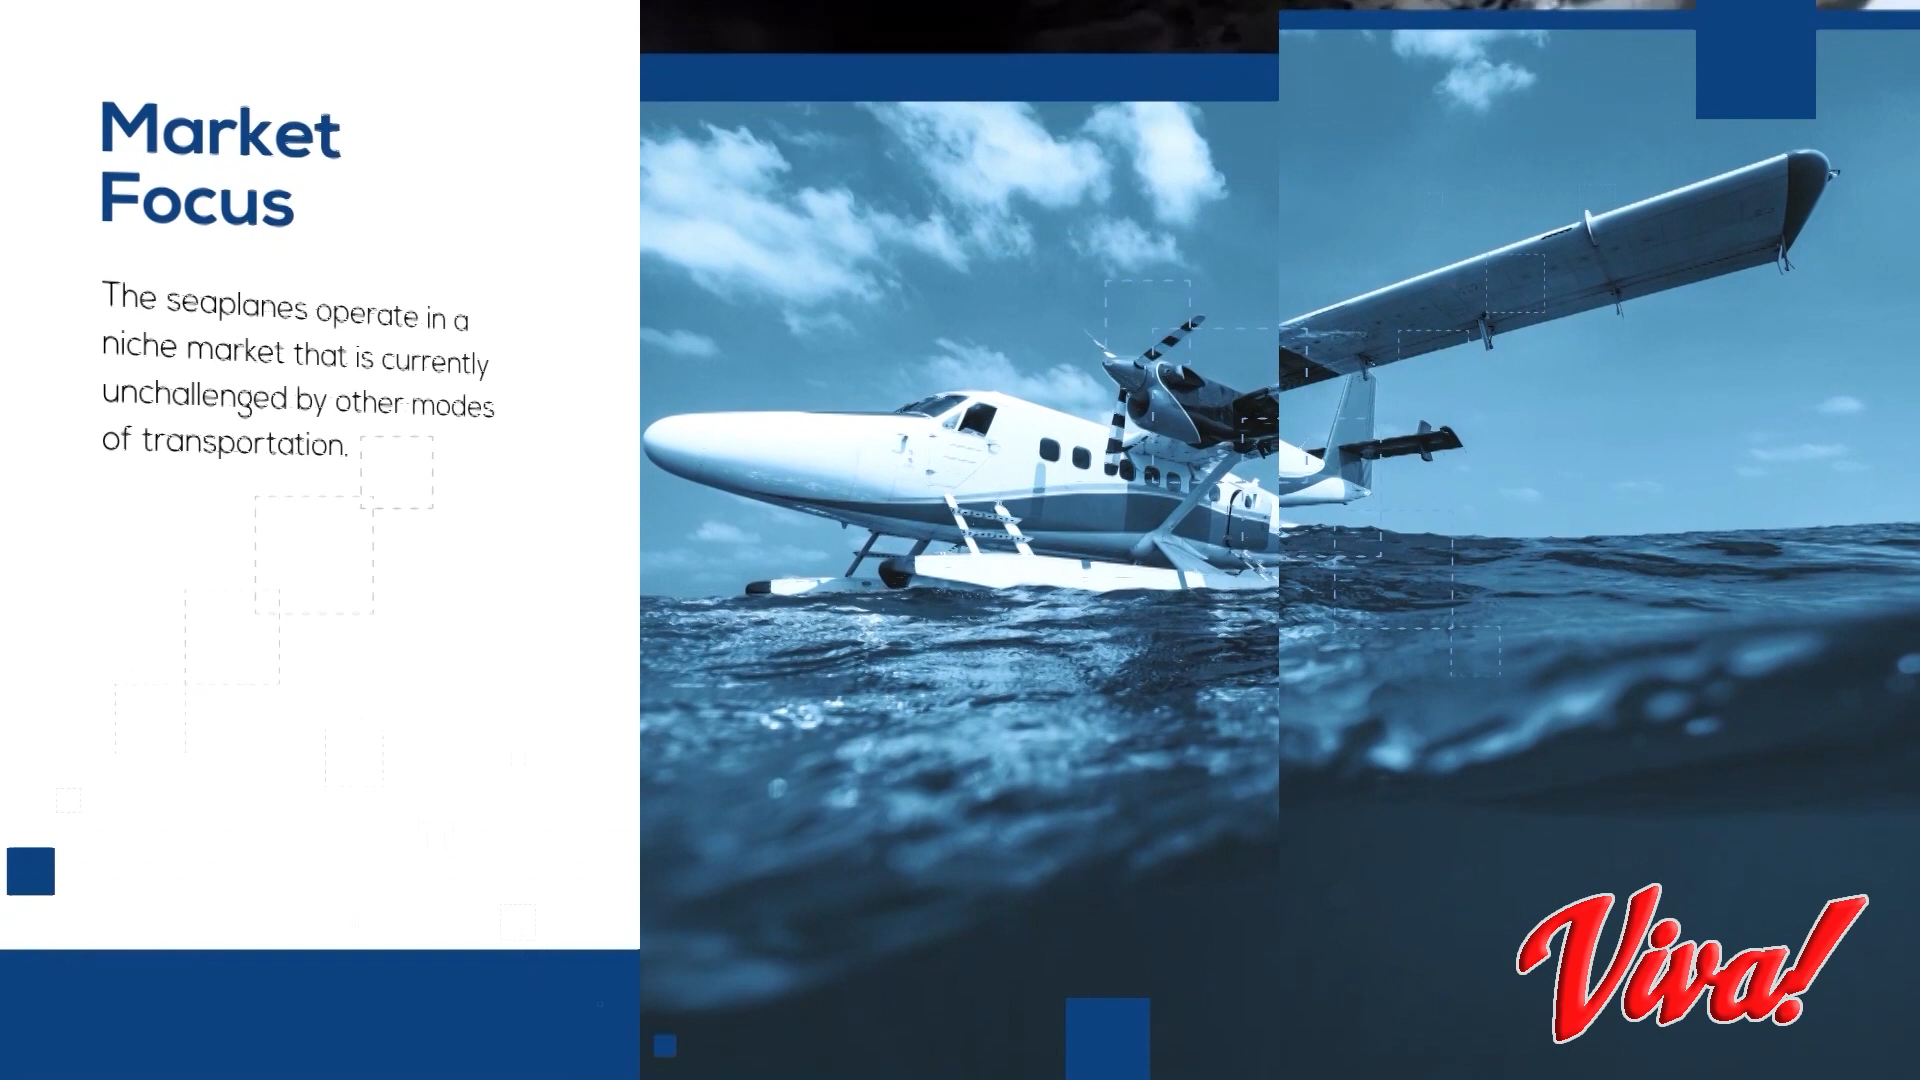 Market
Focus
The seaplanes operate in a
niche market that is currently
unchallenged by other modes
of transportation.
Viva!